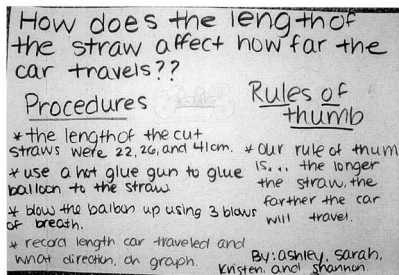 How does the length of
the straw affect how far the
car travels??
Procedures
* the length of the cut
straws were 22, 26, and 41cm.
* use a hot glue gun to glue
balloon to the straw.
* blow the balloon up using 3 blows
of breath.
* record length car traveled and
what direction, on graph.
Rules of
thumb
* Our rule of thum
is... the longer
the straw, the
farther the car
will travel.
By: ashley, sarah,
Kristen, and shannon.